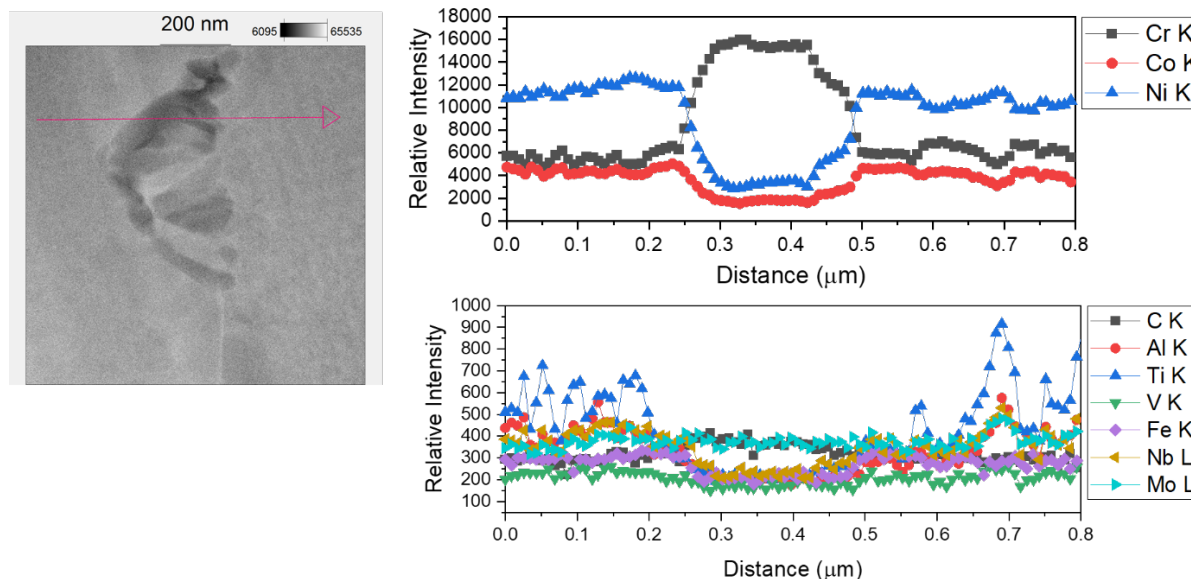 200 nm
6095 65535
18000
16000
14000
12000
10000
8000
6000
4000
2000
0
Relative Intensity
0.0 0.1 0.2 0.3 0.4 0.5 0.6 0.7 0.8
Distance (μm)
Cr K
Co K
Ni K
1000
900
800
700
600
500
400
300
200
100
Relative Intensity
0.0 0.1 0.2 0.3 0.4 0.5 0.6 0.7 0.8
Distance (μm)
C K
Al K
Ti K
V K
Fe K
Nb L
Mo L